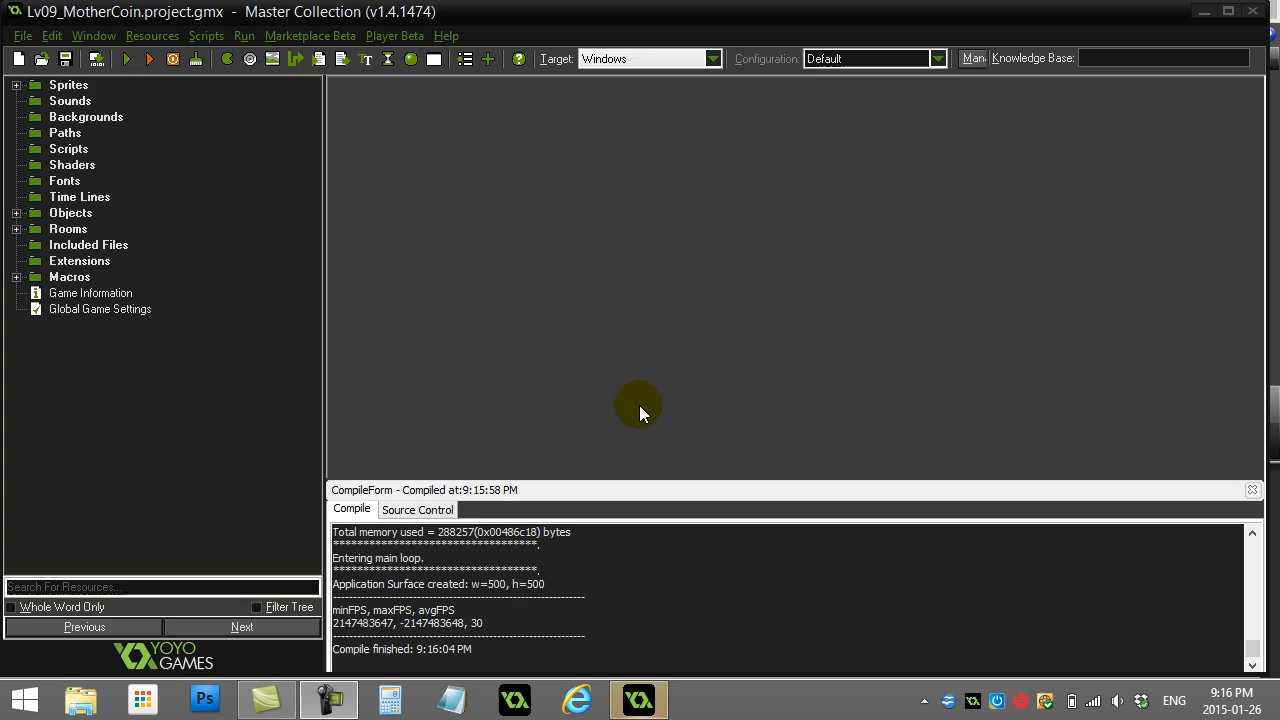 Lv09_MotherCoin.project.gmx - Master Collection (v1.4.1474)
File Edit Window Resources Scripts Run Marketplace Beta Player Beta Help
Target: Windows Configuration: Default Man Knowledge Base:
Sprites
Sounds
Backgrounds
Paths
Scripts
Shaders
Fonts
Time Lines
Objects
Rooms
Included Files
Extensions
Macros
Game Information
Global Game Settings
Search For Resources...
Whole Word Only Filter Tree
Previous Next
YOYO
GAMES
CompileForm - Compiled at:9:15:58 PM
Compile Source Control
Total memory used = 288257(0x00486c18) bytes
**********************************.
Entering main loop.
**********************************.
Application Surface created: w=500, h=500
---------------------------------------------------------------
minFPS, maxFPS, avgFPS
2147483647, -2147483648, 30
---------------------------------------------------------------
Compile finished: 9:16:04 PM
Ps
ENG
9:16 PM
2015-01-26